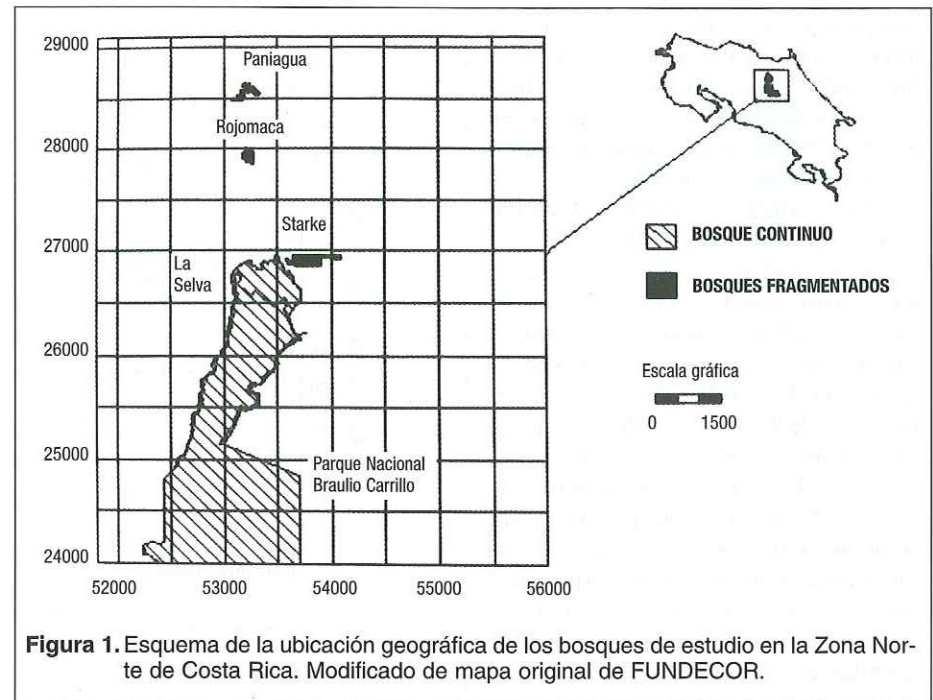 29000
Paniagua
Rojomaca
28000
Starke
27000
La
Selva
26000
25000
Parque Nacional
Braulio Carrillo
24000
52000 53000 54000 55000 56000
BOSQUE CONTINUO
BOSQUES FRAGMENTADOS
Escala gráfica
0 1500
Figura 1. Esquema de la ubicación geográfica de los bosques de estudio en la Zona Nor-
te de Costa Rica. Modificado de mapa original de FUNDECOR.